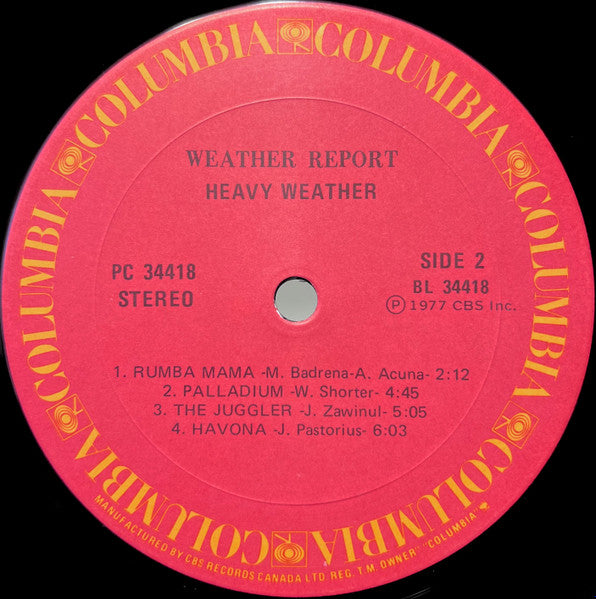 COLUMBIA COLUMBIA COLUMBIA COLUMBIA COLUMBIA COLUMBIA
WEATHER REPORT
HEAVY WEATHER
PC 34418
STEREO
SIDE 2
BL 34418
Ⓟ 1977 CBS Inc.
1. RUMBA MAMA -M. Badrena-A. Acuna- 2:12
2. PALLADIUM -W. Shorter- 4:45
3. THE JUGGLER -J. Zawinul- 5:05
4. HAVONA -J. Pastorius- 6:03
MANUFACTURED BY CBS RECORDS CANADA LTD REG. T.M. OWNER "COLUMBIA"